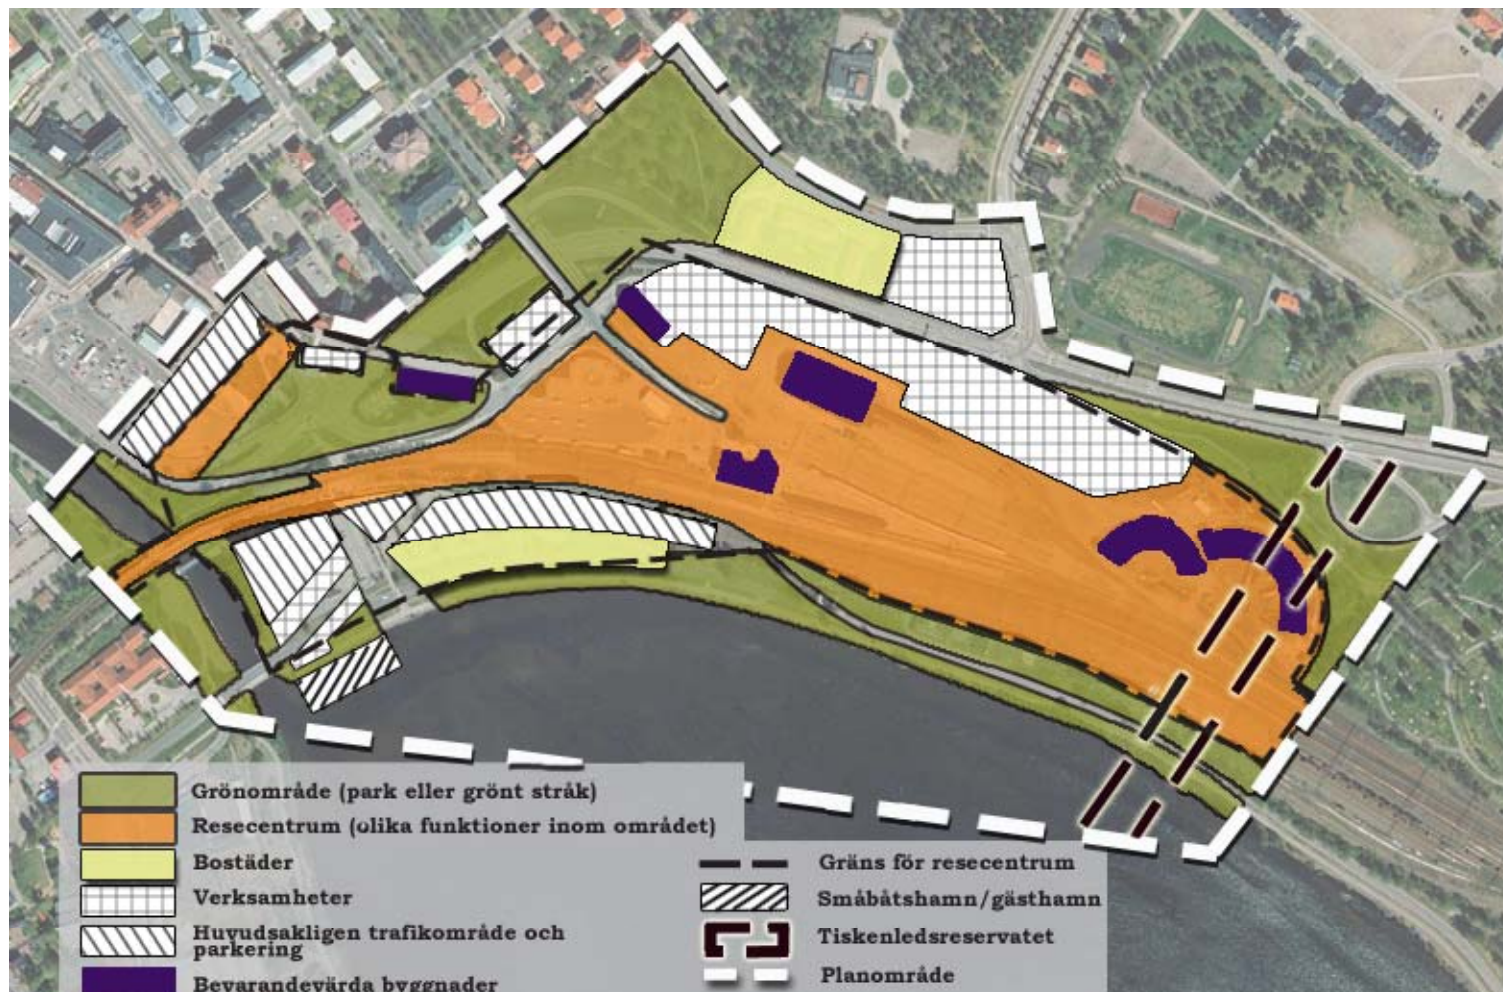 Grönområde (park eller grönt stråk)
Resecentrum (olika funktioner inom området)
Bostäder
Verksamheter
Huvudsakligen trafikområde och
parkering
Bevarandevärda byggnader
Gräns för resecentrum
Småbåtshamn/gästhamn
Tiskenledsreservatet
Planområde